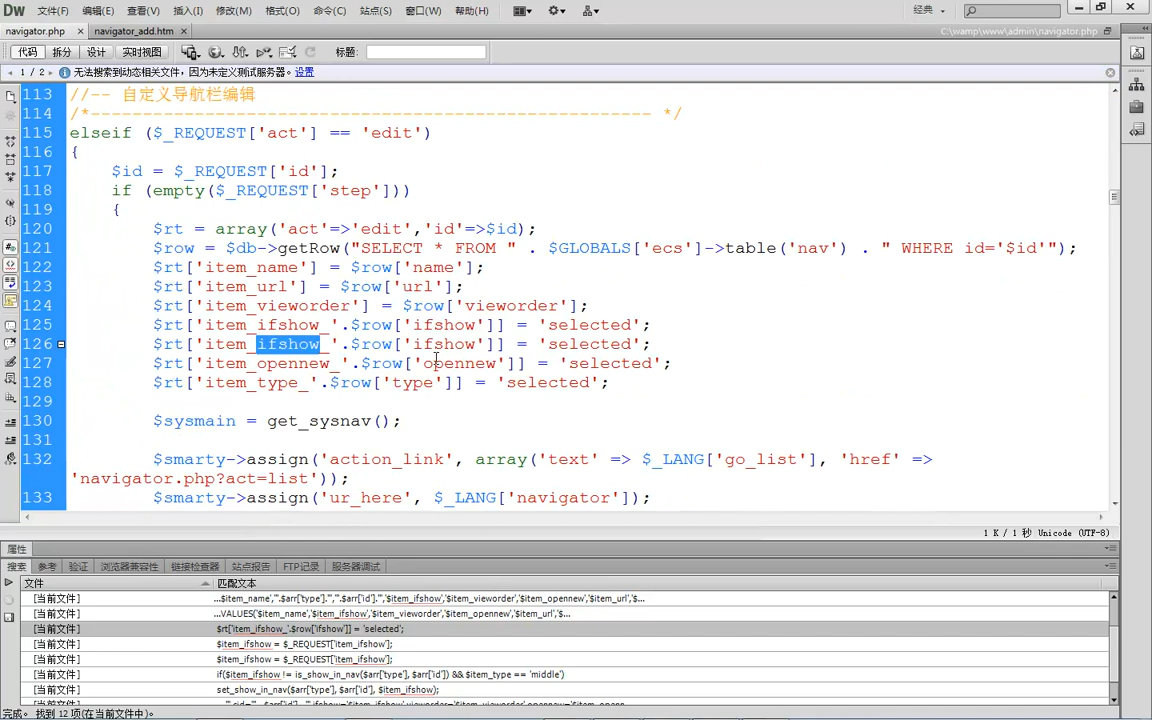 Dw 文件(F) 编辑(E) 查看(V) 插入(I) 修改(M) 格式(O) 命令(C) 站点(S) 窗口(W) 帮助(H) 经典
navigator.php × navigator_add.htm × C:\wamp\www\admin\navigator.php
代码 拆分 设计 实时视图 标题:
1 / 2 无法搜索到动态相关文件，因为未定义测试服务器。 设置
113 //-- 自定义导航栏编辑
114 /*------------------------------------------------------ */
115 elseif ($_REQUEST['act'] == 'edit')
116 {
117 $id = $_REQUEST['id'];
118 if (empty($_REQUEST['step']))
119 {
120 $rt = array('act'=>'edit','id'=>$id);
121 $row = $db->getRow("SELECT * FROM " . $GLOBALS['ecs']->table('nav') . " WHERE id='$id'");
122 $rt['item_name'] = $row['name'];
123 $rt['item_url'] = $row['url'];
124 $rt['item_vieworder'] = $row['vieworder'];
125 $rt['item_ifshow_'.$row['ifshow']] = 'selected';
126 $rt['item_ifshow_'.$row['ifshow']] = 'selected';
127 $rt['item_opennew_'.$row['opennew']] = 'selected';
128 $rt['item_type_'.$row['type']] = 'selected';
129
130 $sysmain = get_sysnav();
131
132 $smarty->assign('action_link', array('text' => $_LANG['go_list'], 'href' =>
'navigator.php?act=list'));
133 $smarty->assign('ur_here', $_LANG['navigator']);
1 K / 1 秒 Unicode (UTF-8)
属性
搜索 参考 验证 浏览器兼容性 链接检查器 站点报告 FTP记录 服务器调试
文件 匹配文本
[当前文件] ...$item_name','".$arr['type']."','".$arr['id']."','$item_ifshow','$item_vieworder','$item_opennew','$item_url','$...
[当前文件] ...VALUES('$item_name','$item_ifshow','$item_vieworder','$item_opennew','$item_url','$...
[当前文件] $rt['item_ifshow_'.$row['ifshow']] = 'selected';
[当前文件] $item_ifshow = $_REQUEST['item_ifshow'];
[当前文件] $item_ifshow = $_REQUEST['item_ifshow'];
[当前文件] if($item_ifshow != is_show_in_nav($arr['type'], $arr['id']) && $item_type == 'middle')
[当前文件] set_show_in_nav($arr['type'], $arr['id'], $item_ifshow);
完成。 找到 12 项(在当前文件中)。